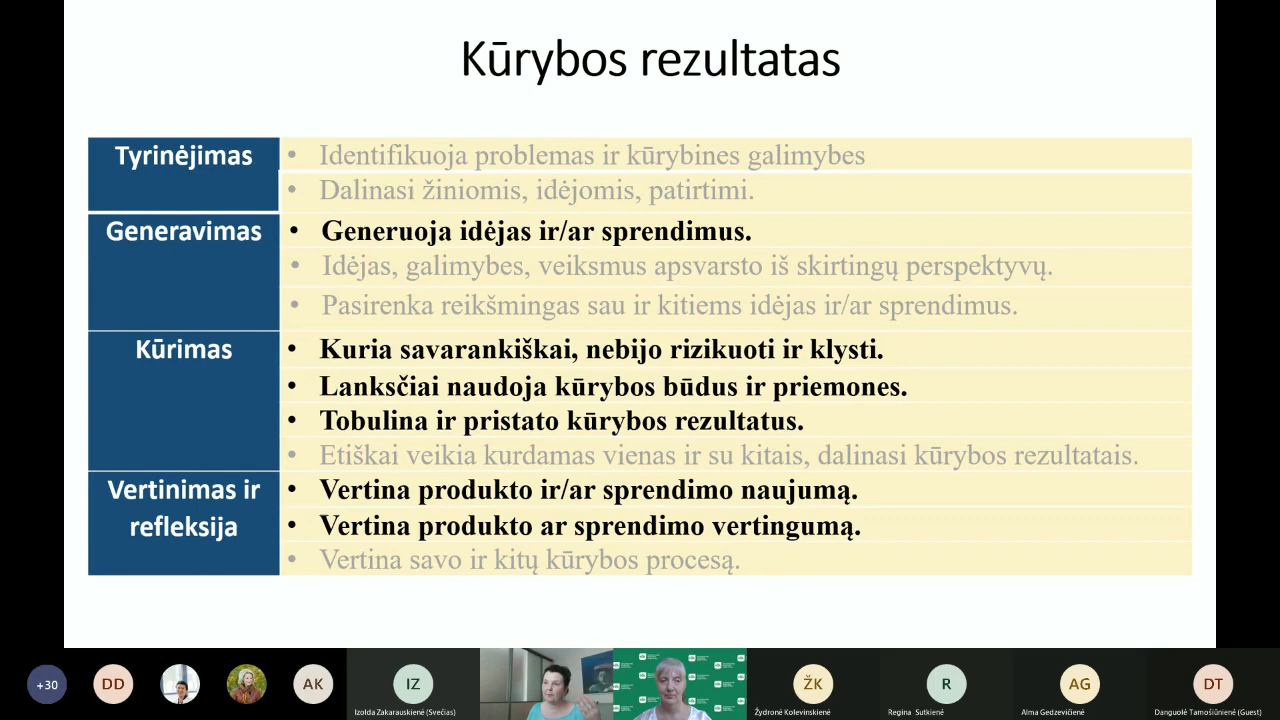 Kūrybos rezultatas
Tyrinėjimas
• Identifikuoja problemas ir kūrybines galimybes
• Dalinasi žiniomis, idėjomis, patirtimi.
Generavimas
• Generuoja idėjas ir/ar sprendimus.
• Idėjas, galimybes, veiksmus apsvarsto iš skirtingų perspektyvų.
• Pasirenka reikšmingas sau ir kitiems idėjas ir/ar sprendimus.
Kūrimas
• Kuria savarankiškai, nebijo rizikuoti ir klysti.
• Lanksčiai naudoja kūrybos būdus ir priemones.
• Tobulina ir pristato kūrybos rezultatus.
• Etiškai veikia kurdamas vienas ir su kitais, dalinasi kūrybos rezultatais.
Vertinimas ir
refleksija
• Vertina produkto ir/ar sprendimo naujumą.
• Vertina produkto ar sprendimo vertingumą.
• Vertina savo ir kitų kūrybos procesą.
+30
DD
AK
IZ
Izolda Zakarauskienė (Svečias)
ŽK
Žydronė Kolevinskienė
R
Regina Sutkienė
AG
Alma Gedzevičienė
DT
Danguolė Tamošiūnienė (Guest)